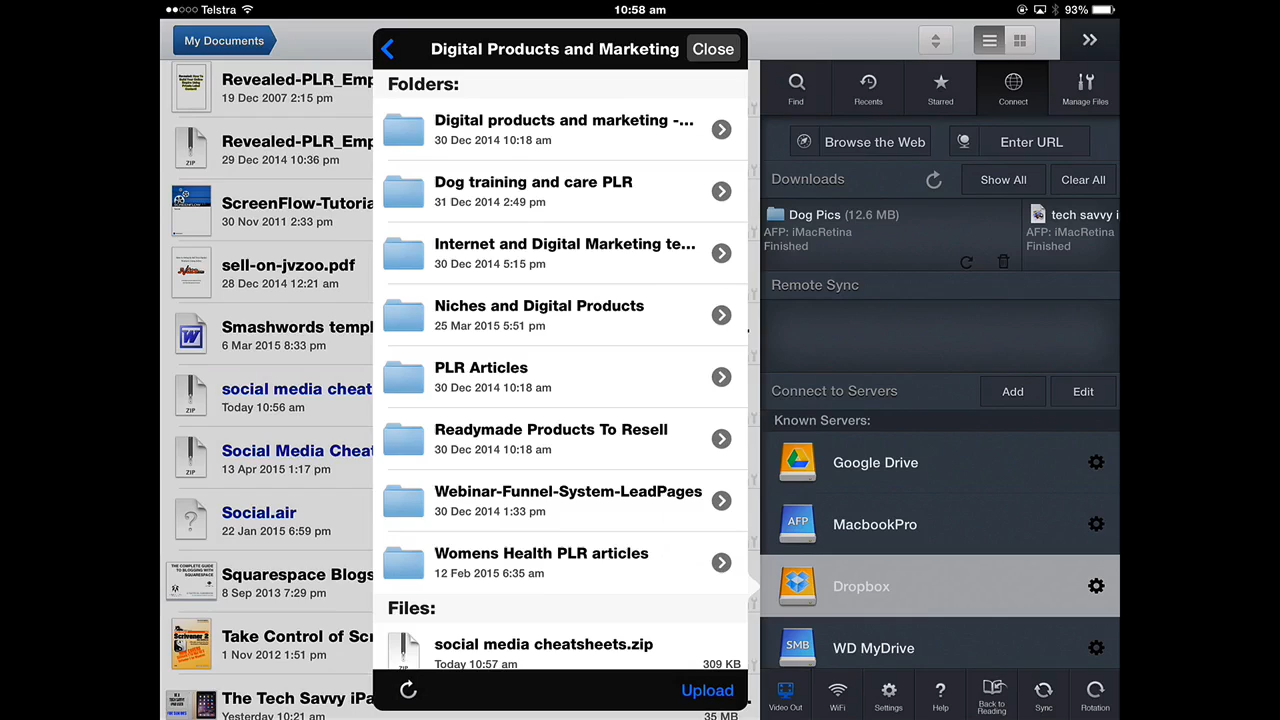 Telstra
10:58 am
93%
My Documents
Revealed-PLR_Emp
19 Dec 2007 2:15 pm
Revealed-PLR_Emp
29 Dec 2014 10:36 pm
ScreenFlow-Tutoria
30 Nov 2011 2:33 pm
sell-on-jvzoo.pdf
28 Dec 2014 12:21 am
Smashwords temp
6 Mar 2015 8:33 pm
ZIP
social media cheat
Today 10:56 am
ZIP
Social Media Cheat
13 Apr 2015 1:17 pm
ZIP
Social.air
22 Jan 2015 6:59 pm
Squarespace Blogs
8 Sep 2013 7:29 pm
Take Control of Scr
1 Nov 2012 1:51 pm
The Tech Savvy iPa
Yesterday 10:21 am
35 MB
Digital Products and Marketing
Close
Folders:
Digital products and marketing -...
30 Dec 2014 10:18 am
Dog training and care PLR
31 Dec 2014 2:49 pm
Internet and Digital Marketing te...
30 Dec 2014 5:15 pm
Niches and Digital Products
25 Mar 2015 5:51 pm
PLR Articles
30 Dec 2014 10:18 am
Readymade Products To Resell
30 Dec 2014 10:18 am
Webinar-Funnel-System-LeadPages
30 Dec 2014 1:33 pm
Womens Health PLR articles
12 Feb 2015 6:35 am
Files:
social media cheatsheets.zip
Today 10:57 am
309 KB
ZIP
Upload
Find
Recents
Starred
Connect
Manage Files
Browse the Web
Enter URL
Downloads
Show All
Clear All
Dog Pics (12.6 MB)
AFP: iMacRetina
Finished
tech savvy i
AFP: iMacRetina
Finished
Remote Sync
Connect to Servers
Add
Edit
Known Servers:
Google Drive
AFP
MacbookPro
Dropbox
SMB
WD MyDrive
Video Out
WiFi
Settings
Help
Back to Reading
Sync
Rotation